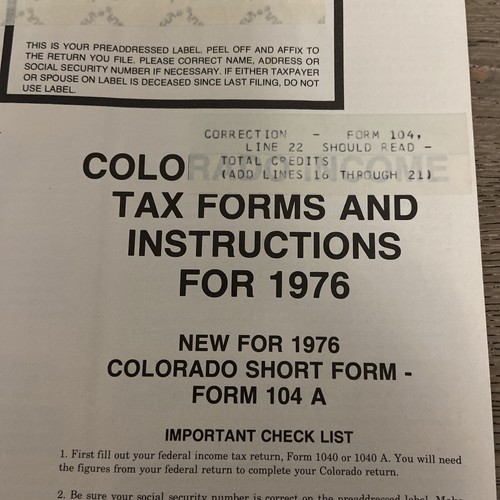 THIS IS YOUR PREADDRESSED LABEL. PEEL OFF AND AFFIX TO
THE RETURN YOU FILE. PLEASE CORRECT NAME, ADDRESS OR
SOCIAL SECURITY NUMBER IF NECESSARY. IF EITHER TAXPAYER
OR SPOUSE ON LABEL IS DECEASED SINCE LAST FILING, DO NOT
USE LABEL.
CORRECTION - FORM 104,
LINE 22 SHOULD READ -
TOTAL CREDITS
(ADD LINES 16 THROUGH 21)
COLORADO INCOME
TAX FORMS AND
INSTRUCTIONS
FOR 1976
NEW FOR 1976
COLORADO SHORT FORM -
FORM 104 A
IMPORTANT CHECK LIST
1. First fill out your federal income tax return, Form 1040 or 1040 A. You will need
the figures from your federal return to complete your Colorado return.
2. Be sure your social security number is correct on the preaddressed label. Make